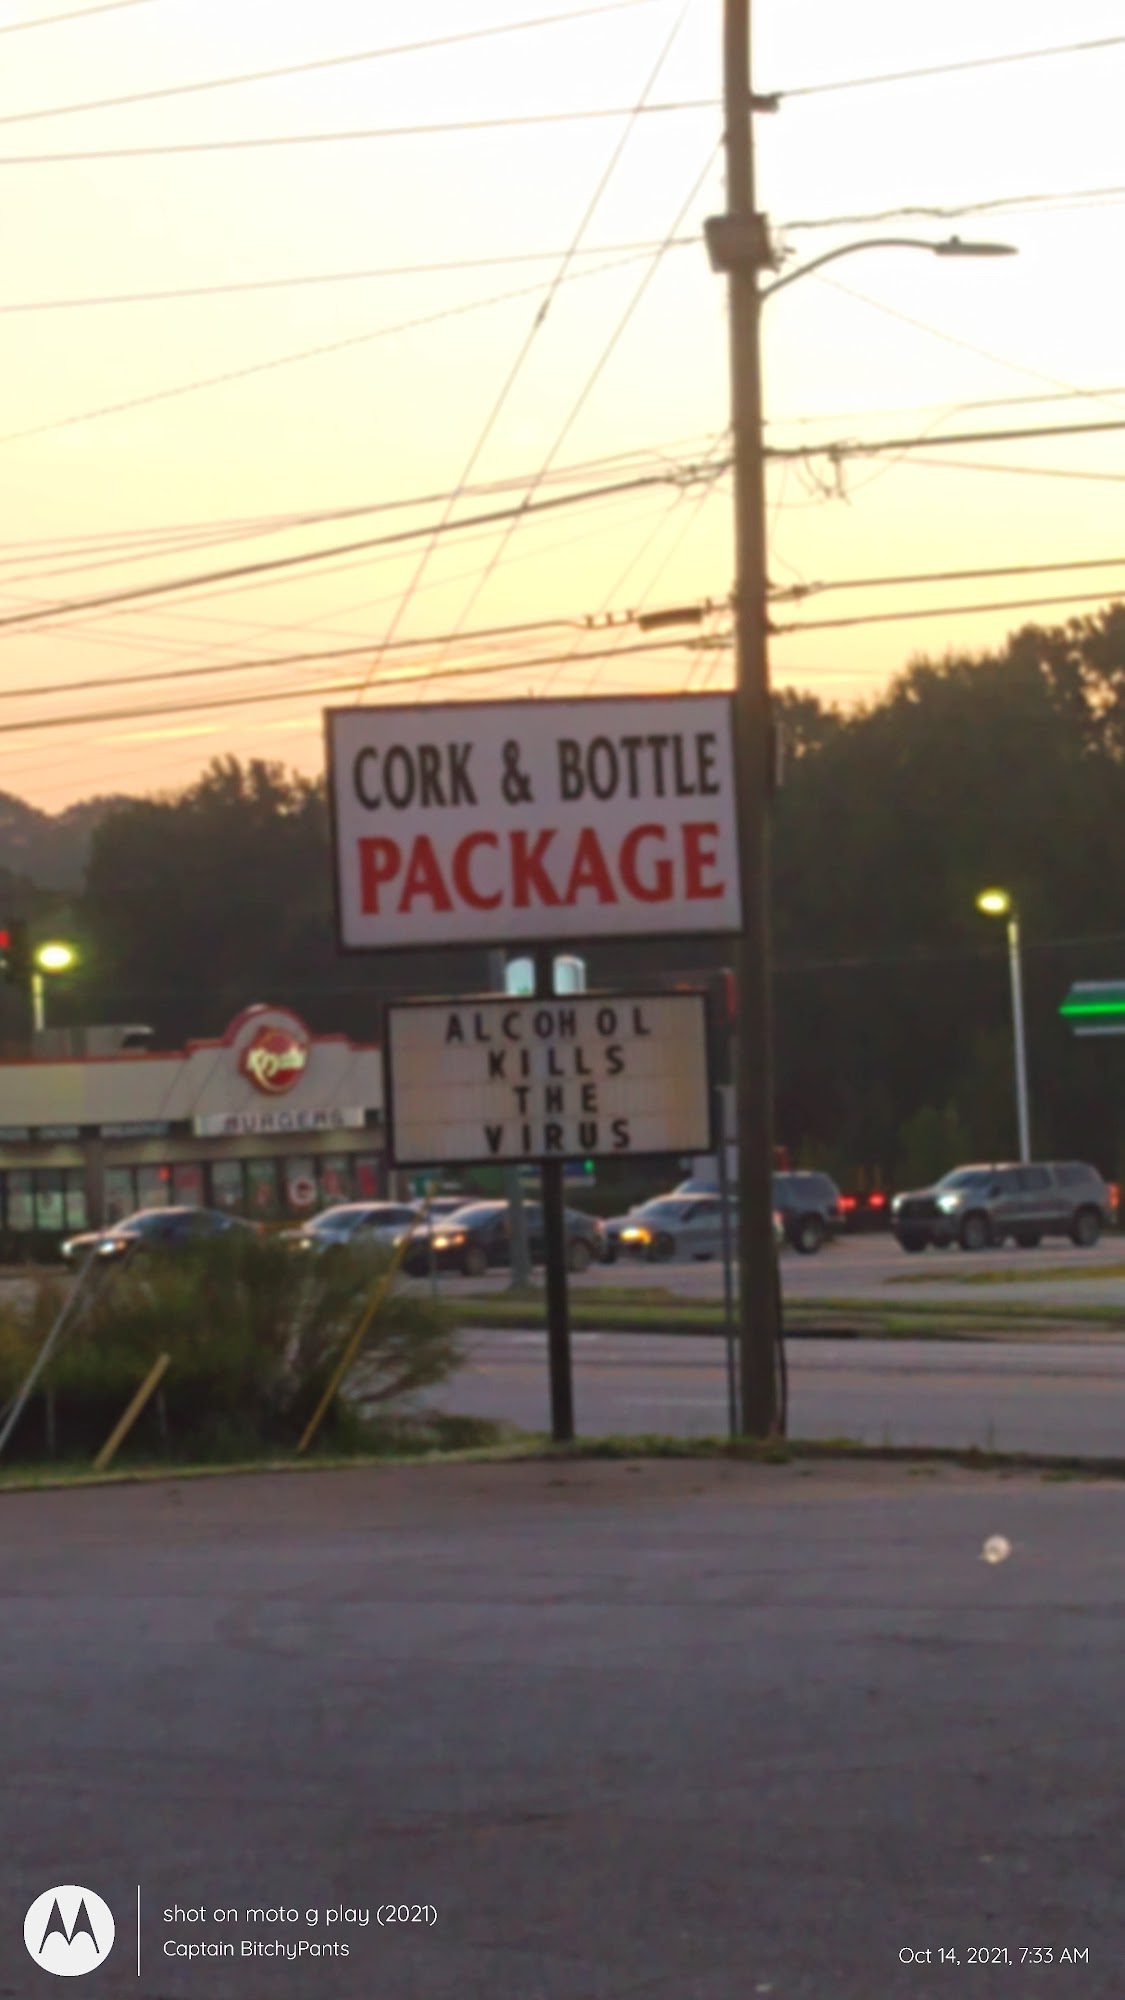 CORK & BOTTLE
PACKAGE
ALCOHOL
KILLS
THE
VIRUS
Krystal
BURGERS
shot on moto g play (2021)
Captain BitchyPants
Oct 14, 2021, 7:33 AM